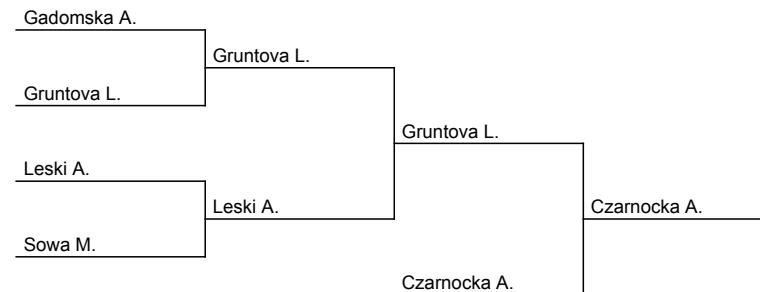 Gadomska A.
Gruntova L.
Gruntova L.
Gruntova L.
Leski A.
Leski A.
Czarnocka A.
Sowa M.
Czarnocka A.